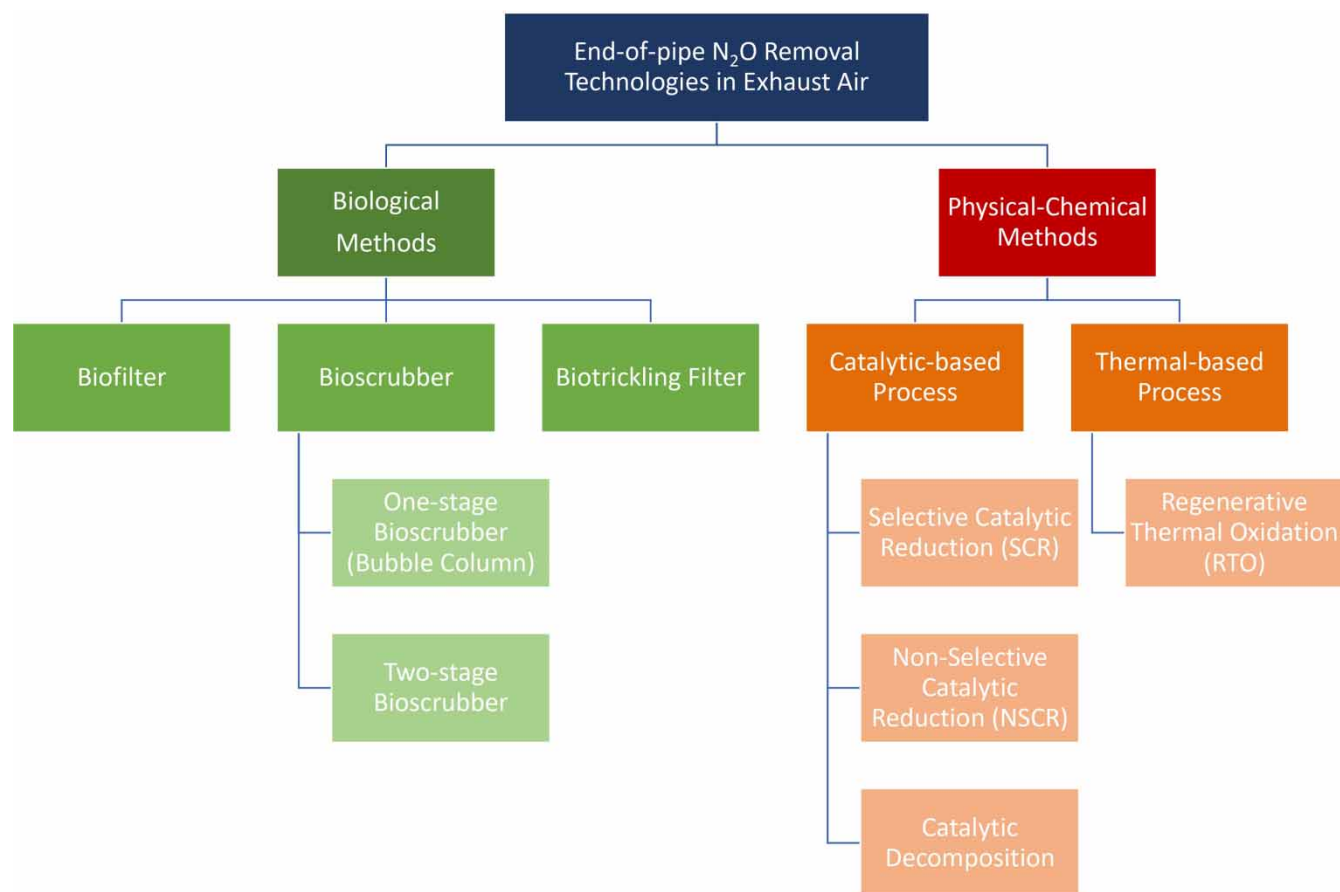 End-of-pipe N₂O Removal
Technologies in Exhaust Air
Biological
Methods
Physical-Chemical
Methods
Biofilter
Bioscrubber
Biotrickling Filter
Catalytic-based
Process
Thermal-based
Process
One-stage
Bioscrubber
(Bubble Column)
Selective Catalytic
Reduction (SCR)
Regenerative
Thermal Oxidation
(RTO)
Two-stage
Bioscrubber
Non-Selective
Catalytic
Reduction (NSCR)
Catalytic
Decomposition